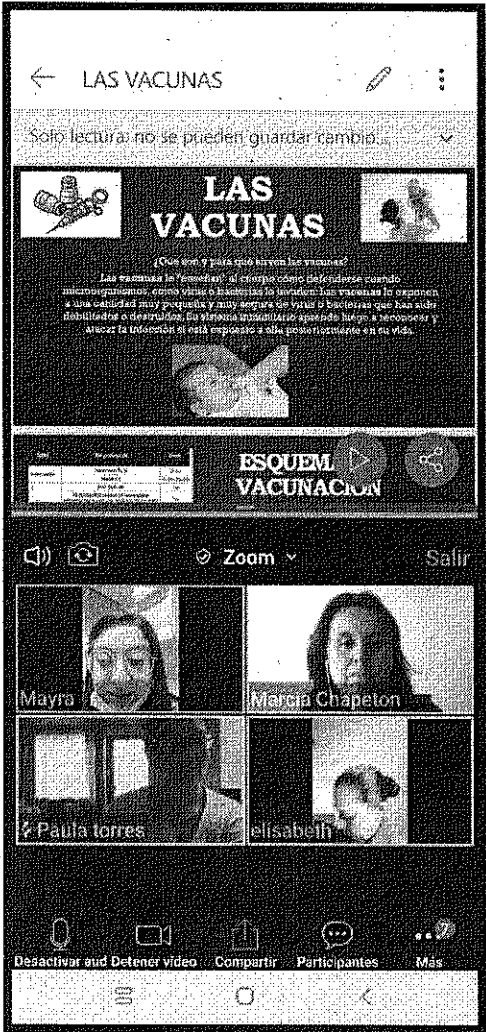 LAS VACUNAS
Solo lectura: no se pueden guardar cambio...
LAS
VACUNAS
¿Qué son y para qué sirven las vacunas?
Las vacunas le "enseñan" al cuerpo cómo defenderse cuando
microorganismos, como virus o bacterias lo invaden: las vacunas lo exponen
a una cantidad muy pequeña y muy segura de virus o bacterias que han sido
debilitados o destruidos. Su sistema inmunitario aprende luego a reconocer y
atacar la infección si está expuesto a ella posteriormente en su vida.
ESQUEM
VACUNACIÓN
Zoom
Salir
Mayra
Marcia Chapeton
Paula torres
elisabeth
7
Desactivar aud Detener video Compartir Participantes Más